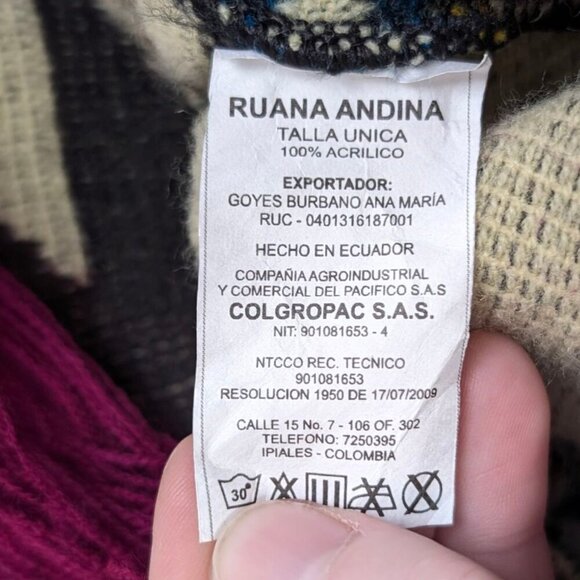 RUANA ANDINA
TALLA UNICA
100% ACRILICO
EXPORTADOR:
GOYES BURBANO ANA MARÍA
RUC - 0401316187001
HECHO EN ECUADOR
COMPAÑIA AGROINDUSTRIAL
Y COMERCIAL DEL PACIFICO S.A.S
COLGROPAC S.A.S.
NIT: 901081653 - 4
NTCCO REC. TECNICO
901081653
RESOLUCION 1950 DE 17/07/2009
CALLE 15 No. 7 - 106 OF. 302
TELEFONO: 7250395
IPIALES - COLOMBIA
30°